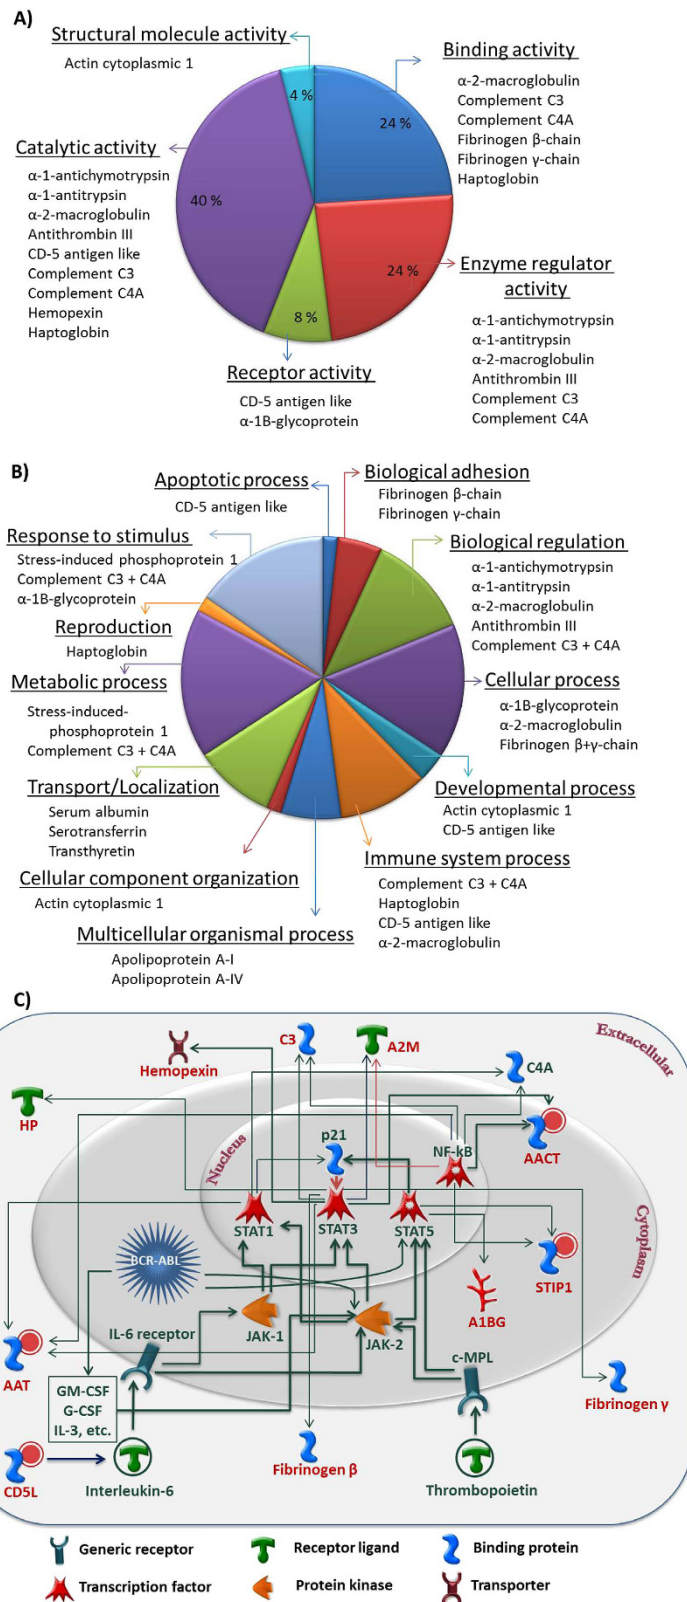 A)
Structural molecule activity
Actin cytoplasmic 1
Binding activity
α-2-macroglobulin
Complement C3
Complement C4A
Fibrinogen β-chain
Fibrinogen γ-chain
Haptoglobin
4 %
24 %
Catalytic activity
α-1-antichymotrypsin
α-1-antitrypsin
α-2-macroglobulin
Antithrombin III
CD-5 antigen like
Complement C3
Complement C4A
Hemopexin
Haptoglobin
40 %
24 %
8 %
Enzyme regulator
activity
α-1-antichymotrypsin
α-1-antitrypsin
α-2-macroglobulin
Antithrombin III
Complement C3
Complement C4A
Receptor activity
CD-5 antigen like
α-1B-glycoprotein
B)
Apoptotic process
CD-5 antigen like
Biological adhesion
Fibrinogen β-chain
Fibrinogen γ-chain
Response to stimulus
Stress-induced phosphoprotein 1
Complement C3 + C4A
α-1B-glycoprotein
Biological regulation
α-1-antichymotrypsin
α-1-antitrypsin
α-2-macroglobulin
Antithrombin III
Complement C3 + C4A
Reproduction
Haptoglobin
Metabolic process
Stress-induced-
phosphoprotein 1
Complement C3 + C4A
Cellular process
α-1B-glycoprotein
α-2-macroglobulin
Fibrinogen β+γ-chain
Transport/Localization
Serum albumin
Serotransferrin
Transthyretin
Developmental process
Actin cytoplasmic 1
CD-5 antigen like
Cellular component organization
Actin cytoplasmic 1
Immune system process
Complement C3 + C4A
Haptoglobin
CD-5 antigen like
α-2-macroglobulin
Multicellular organismal process
Apolipoprotein A-I
Apolipoprotein A-IV
C)
Extracellular
C3
A2M
Hemopexin
C4A
HP
AACT
Nucleus
p21
NF-kB
Cytoplasm
STAT1
STAT3
STAT5
BCR-ABL
STIP1
A1BG
IL-6 receptor
JAK-1
JAK-2
c-MPL
AAT
GM-CSF
G-CSF
IL-3, etc.
Fibrinogen γ
CD5L
Interleukin-6
Fibrinogen β
Thrombopoietin
Generic receptor
Receptor ligand
Binding protein
Transcription factor
Protein kinase
Transporter